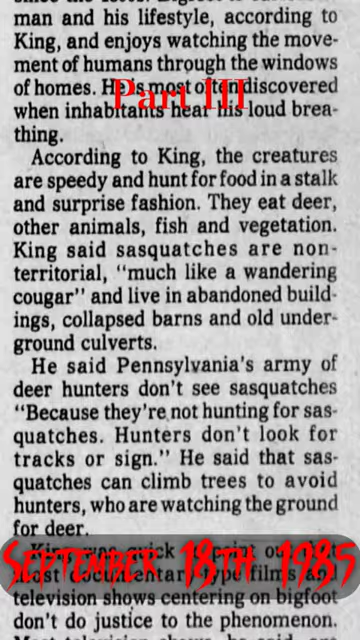 man and his lifestyle, according to
King, and enjoys watching the move-
ment of humans through the windows
of homes. He is most often discovered
Part III
when inhabitants hear his loud brea-
thing.
According to King, the creatures
are speedy and hunt for food in a stalk
and surprise fashion. They eat deer,
other animals, fish and vegetation.
King said sasquatches are non-
territorial, "much like a wandering
cougar" and live in abandoned build-
ings, collapsed barns and old under-
ground culverts.
He said Pennsylvania's army of
deer hunters don't see sasquatches
"Because they're not hunting for sas-
quatches. Hunters don't look for
tracks or sign." He said that sas-
quatches can climb trees to avoid
hunters, who are watching the ground
for deer.
King was quick
September 18th 1985
films
television shows centering on bigfoot
don't do justice to the phenomenon.